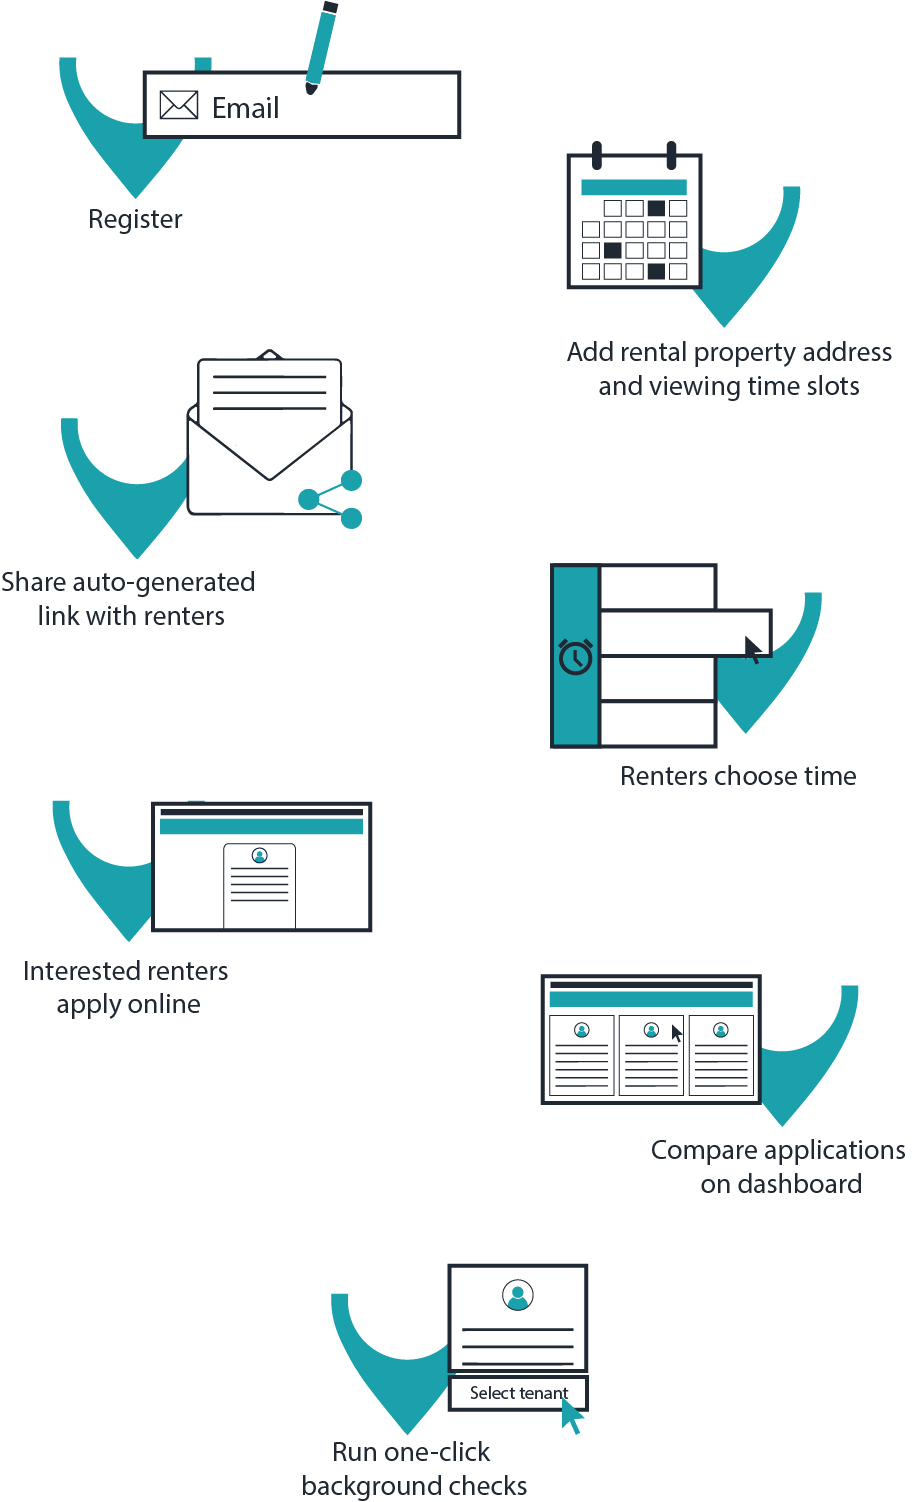 Email
Register
Add rental property address
and viewing time slots
Share auto-generated
link with renters
Renters choose time
Interested renters
apply online
Compare applications
on dashboard
Select tenant
Run one-click
background checks